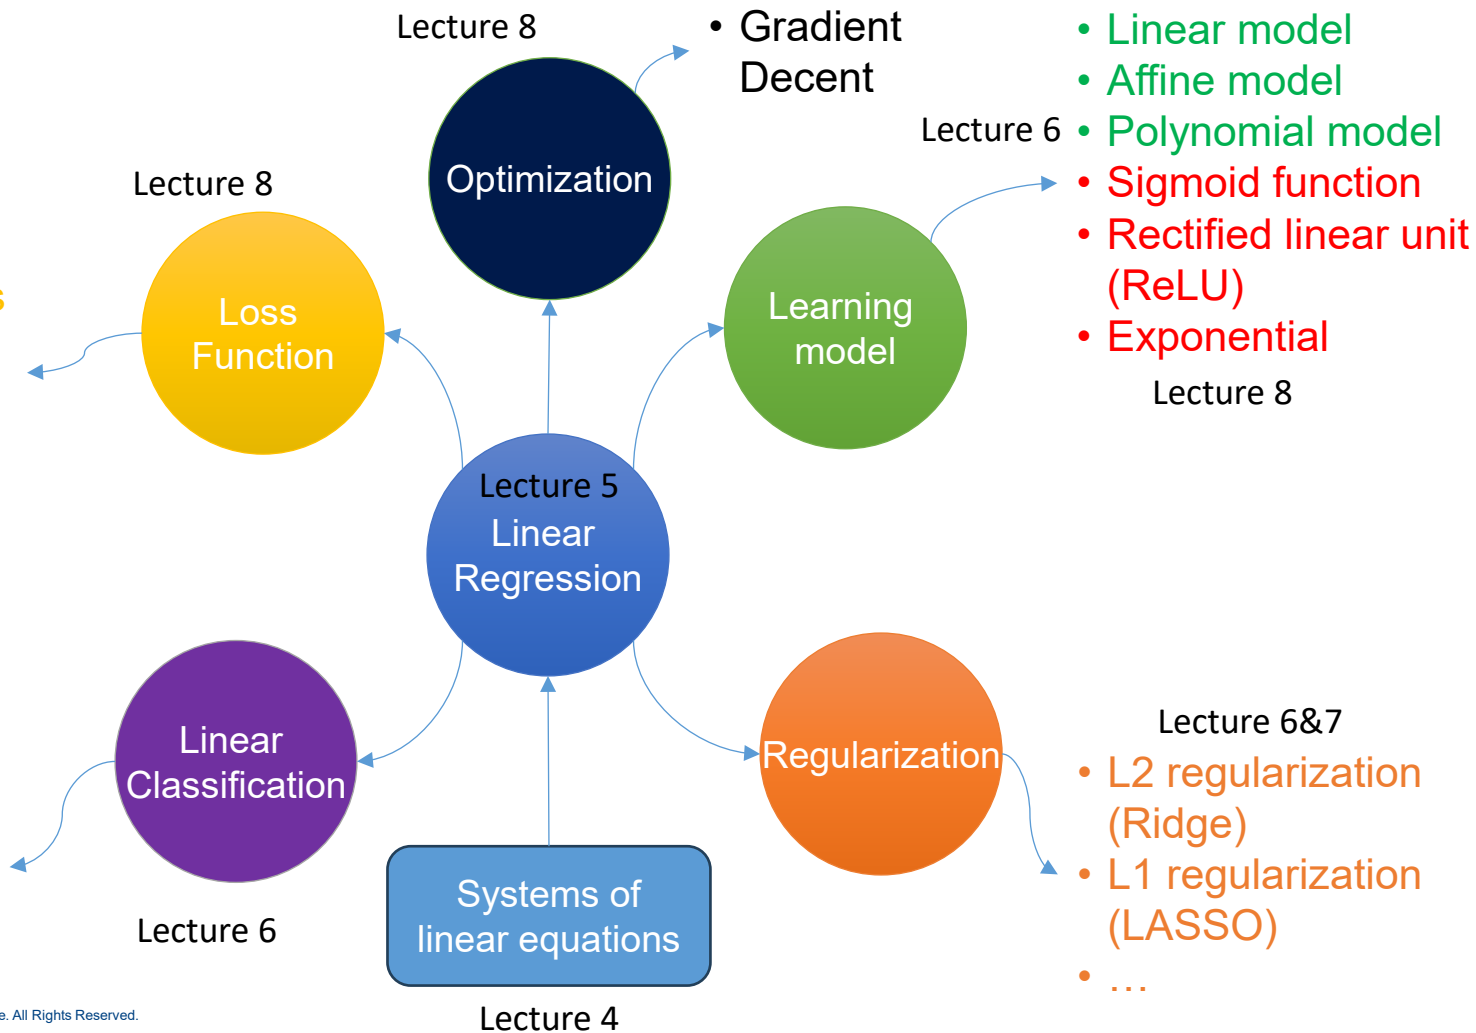 Lecture 8
• Gradient
Decent
• Linear model
• Affine model
Lecture 6
• Polynomial model
• Sigmoid function
• Rectified linear unit
(ReLU)
• Exponential
Lecture 8
Optimization
Lecture 8
Loss
Function
s
Learning
model
Lecture 5
Linear
Regression
Linear
Classification
Lecture 6
Regularization
Lecture 6&7
• L2 regularization
(Ridge)
• L1 regularization
(LASSO)
• …
Systems of
linear equations
Lecture 4
e. All Rights Reserved.